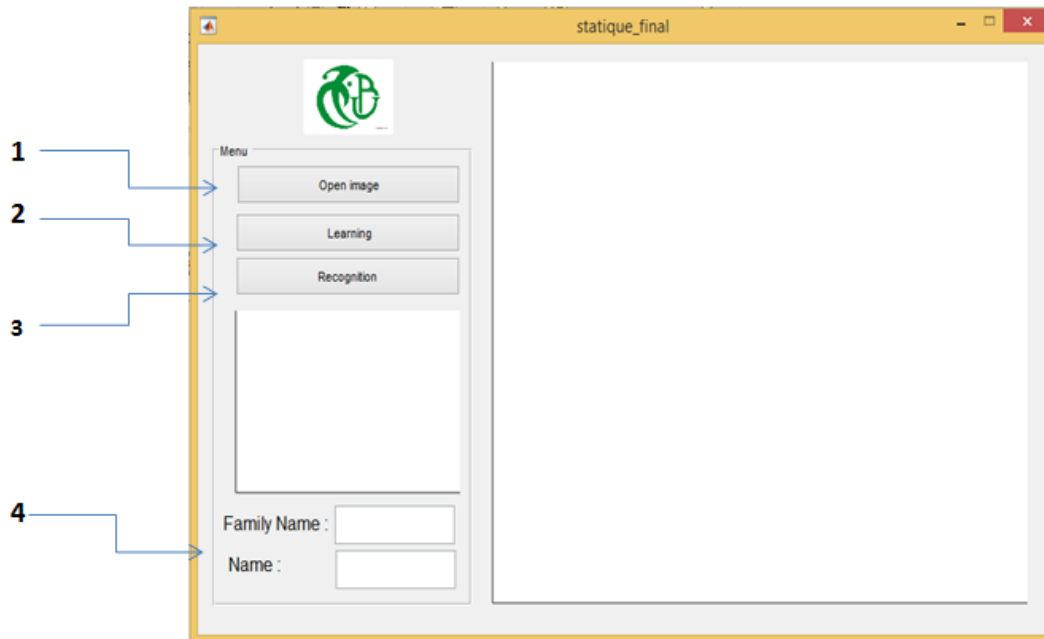 statique_final
1
Menu
Open image
2
Learning
Recognition
3
4
Family Name :
Name :